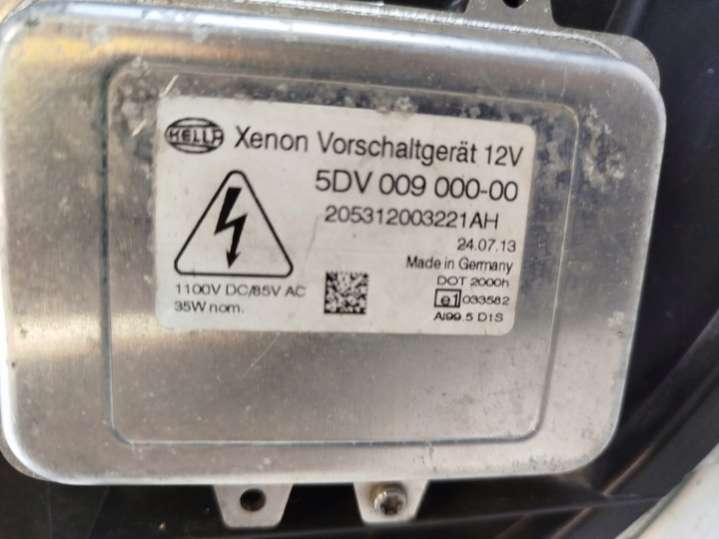 HELLA Xenon Vorschaltgerät 12V
5DV 009 000-00
205312003221AH
24.07.13
Made in Germany
DOT 2000h
e1 033582
Al99.5 D1S
1100V DC/85V AC
35W nom.